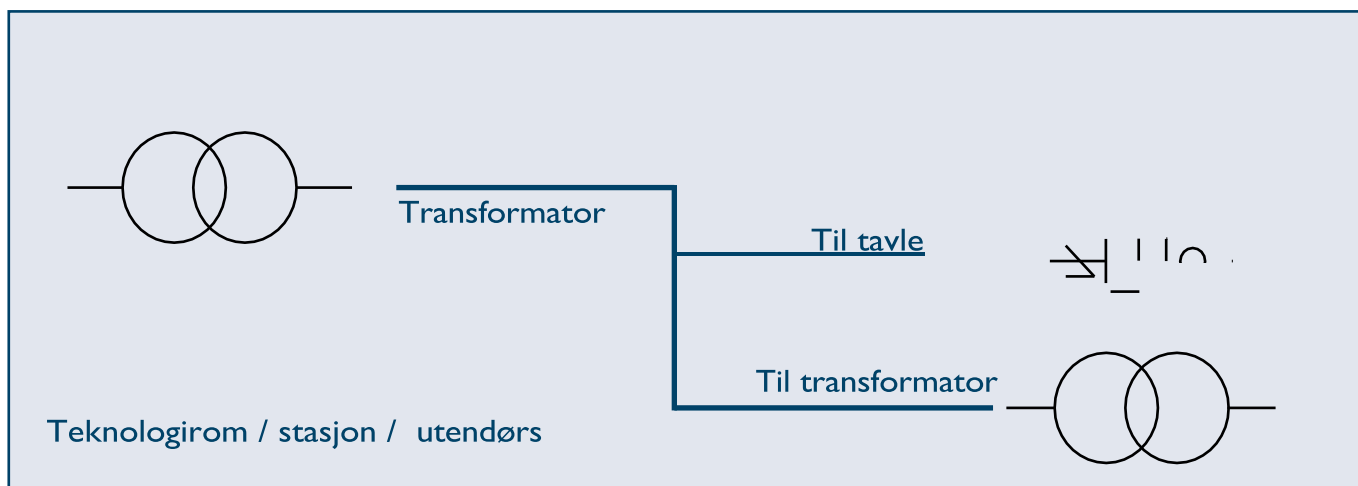 Transformator
Til tavle
Til transformator
Teknologirom / stasjon / utendørs